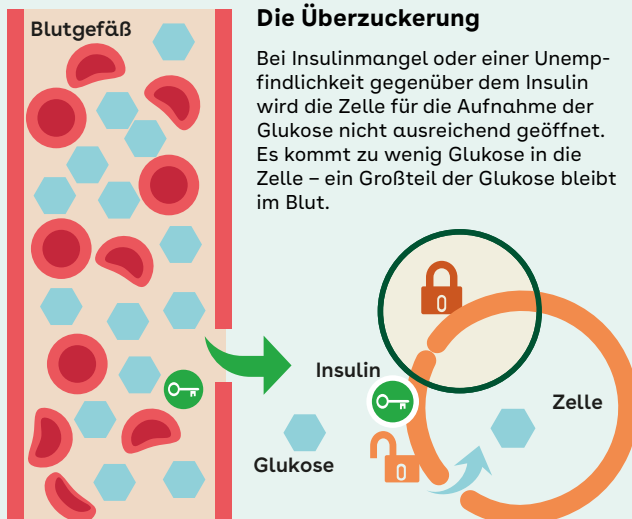 Blutgefäß
Die Überzuckerung
Bei Insulinmangel oder einer Unemp-
findlichkeit gegenüber dem Insulin
wird die Zelle für die Aufnahme der
Glukose nicht ausreichend geöffnet.
Es kommt zu wenig Glukose in die
Zelle – ein Großteil der Glukose bleibt
im Blut.
Insulin
Zelle
Glukose